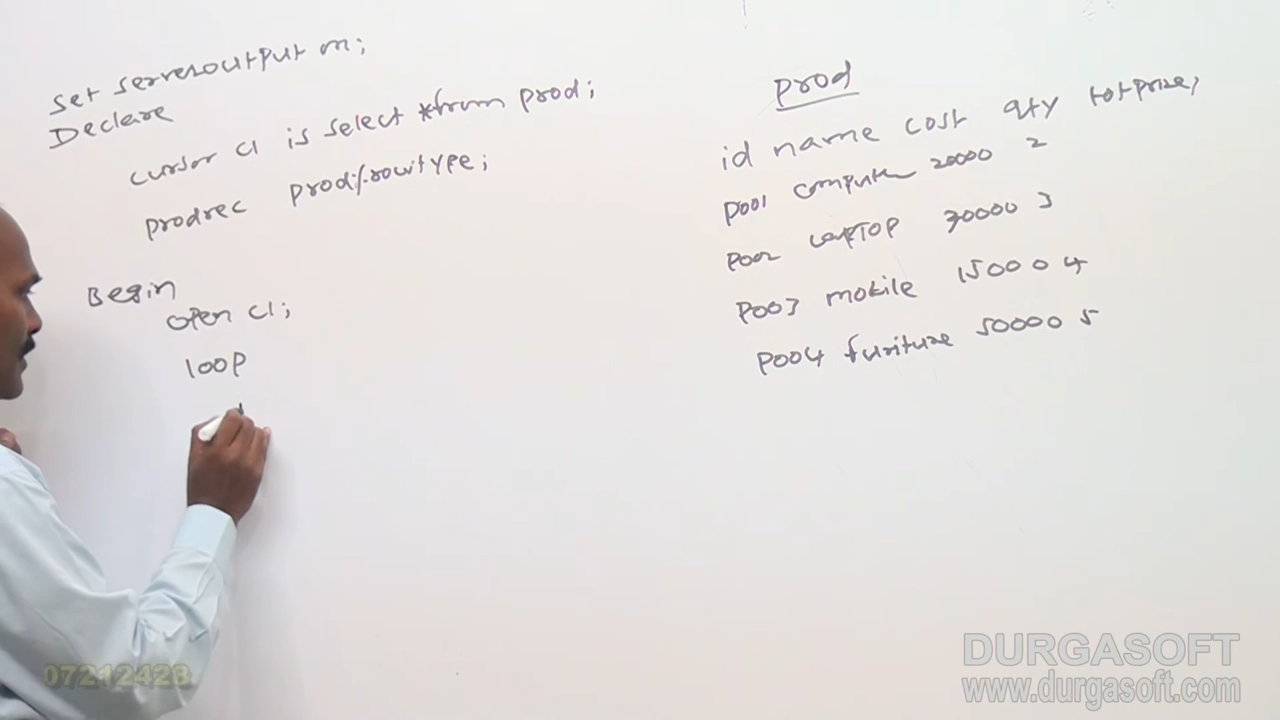 set serveroutput on;
Declare
cursor c1 is select *from prod;
prodrec prod%rowtype;
Begin
open c1;
loop
prod
id name cost qty totprize,
P001 computer 20000 2
P002 LapTOP 30000 3
P003 mobile 15000 4
P004 furniture 50000 5
DURGASOFT
www.durgasoft.com
07212428